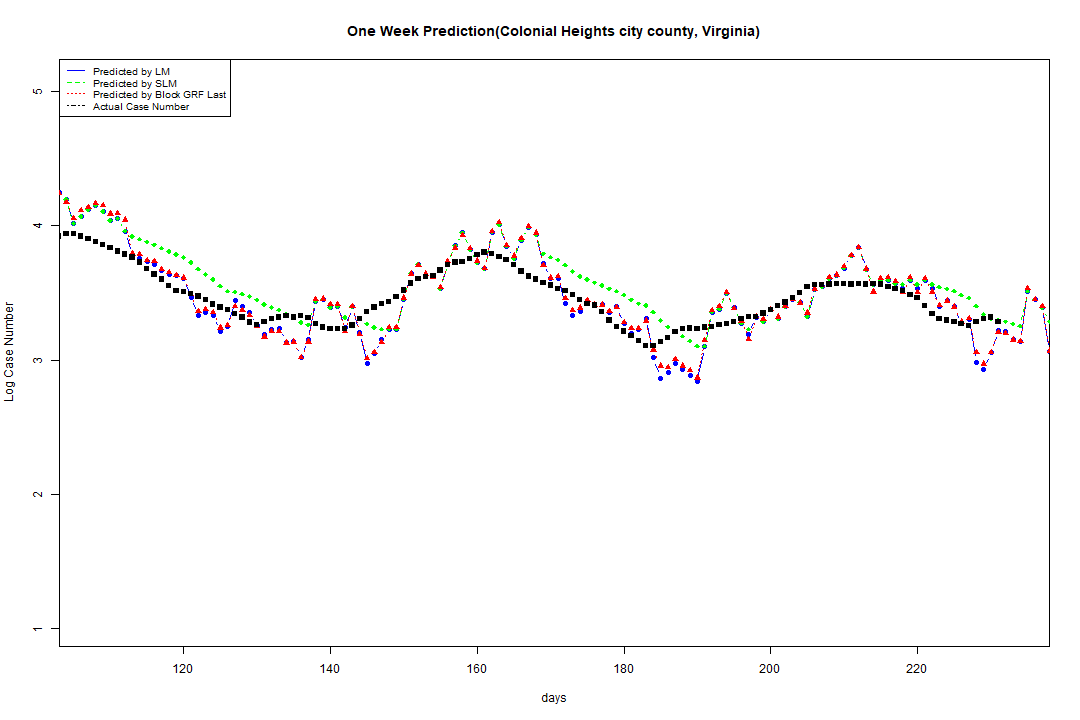 One Week Prediction(Colonial Heights city county, Virginia)
Predicted by LM
Predicted by SLM
Predicted by Block GRF Last
Actual Case Number
5
4
3
2
1
Log Case Number
120
140
160
180
200
220
days